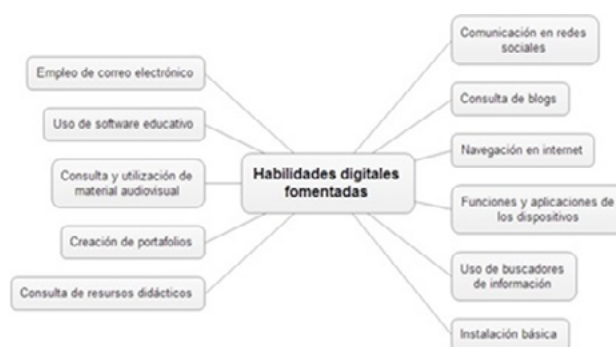 Habilidades digitales
fomentadas
Empleo de correo electrónico
Uso de software educativo
Consulta y utilización de
material audiovisual
Creación de portafolios
Consulta de resursos didácticos
Comunicación en redes
sociales
Consulta de blogs
Navegación en internet
Funciones y aplicaciones de
los dispositivos
Uso de buscadores
de información
Instalación básica